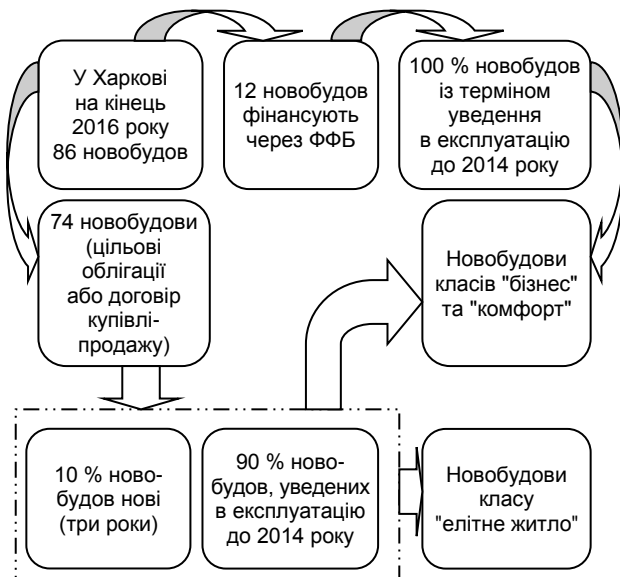 У Харкові
на кінець
2016 року
86 новобудов
12 новобудов
фінансують
через ФФБ
100 % новобудов
із терміном
уведення
в експлуатацію
до 2014 року
74 новобудови
(цільові
облігації
або договір
купівлі-
продажу)
Новобудови
класів "бізнес"
та "комфорт"
10 % ново-
будов нові
(три роки)
90 % ново-
будов, уведених
в експлуатацію
до 2014 року
Новобудови
класу
"елітне житло"